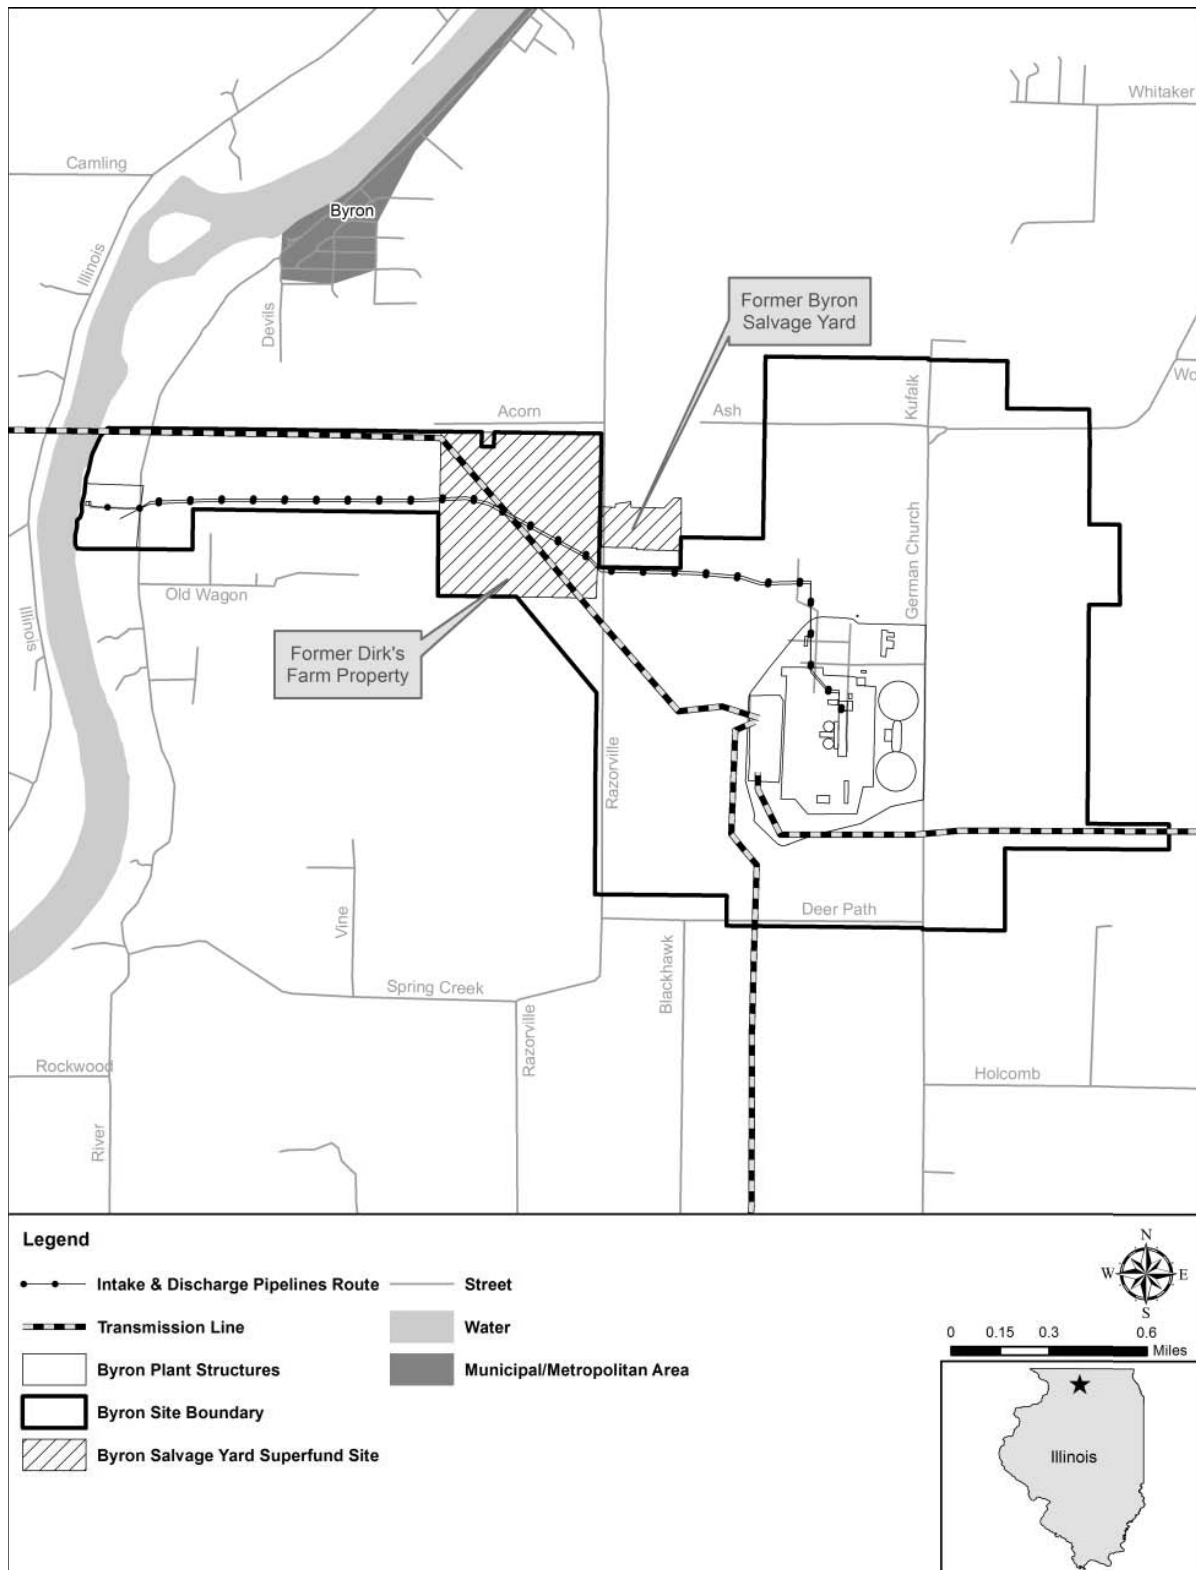 Whitaker
Camling
Byron
Illinois
Devils
Former Byron
Salvage Yard
Wo
Kufalk
Acorn
Ash
German Church
Old Wagon
Illinois
Former Dirk's
Farm Property
Razorville
Deer Path
Vine
Blackhawk
Spring Creek
Razorville
Rockwood
Holcomb
River
Legend
Intake & Discharge Pipelines Route
Street
Transmission Line
Water
Byron Plant Structures
Municipal/Metropolitan Area
Byron Site Boundary
Byron Salvage Yard Superfund Site
N
W E
S
0 0.15 0.3 0.6
Miles
Illinois